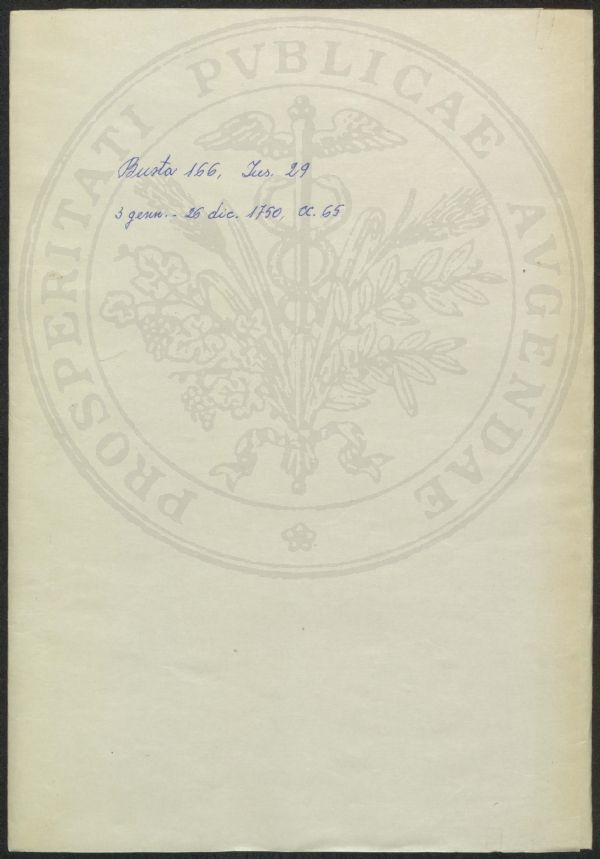 PROSPERITATI PVBLICAE AVGENDAE
Busta 166, Ins. 29
3 genn. - 26 dic. 1750, cc. 65